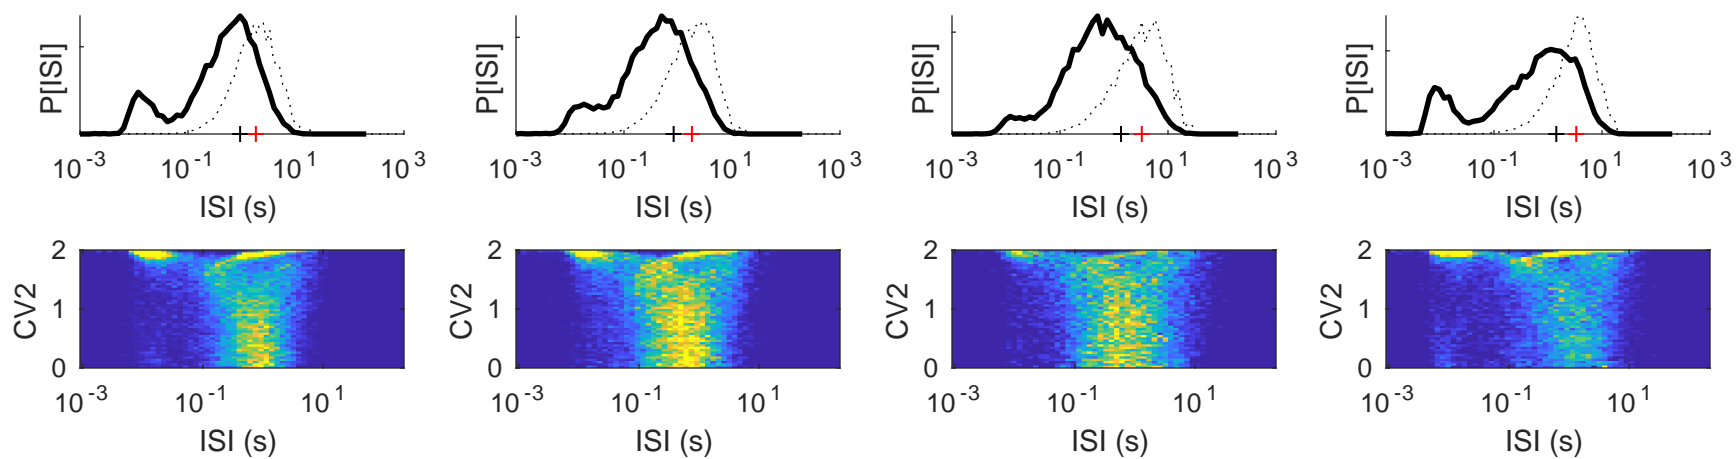 P[ISI] P[ISI] P[ISI] P[ISI]
10^-3 10^-1 10^1 10^3 10^-3 10^-1 10^1 10^3 10^-3 10^-1 10^1 10^3 10^-3 10^-1 10^1 10^3
ISI (s) ISI (s) ISI (s) ISI (s)
2 2 2 2
CV2 CV2 CV2 CV2
1 1 1 1
0 0 0 0
10^-3 10^-1 10^1 10^-3 10^-1 10^1 10^-3 10^-1 10^1 10^-3 10^-1 10^1
ISI (s) ISI (s) ISI (s) ISI (s)